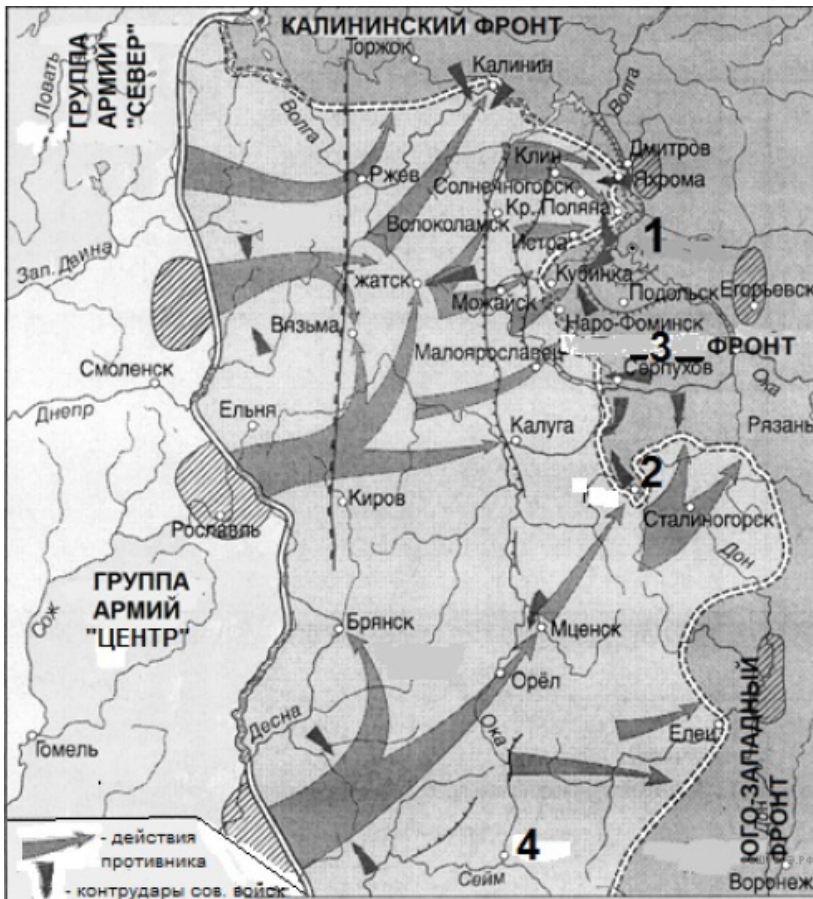 КАЛИНИНСКИЙ ФРОНТ
Торжок
Калинин
Ловать
ГРУППА
АРМИЙ
"СЕВЕР"
Волга
Волга
Ржев
Клин
Дмитров
Яхрома
Солнечногорск
Кр. Поляна
Волоколамск
Истра
1
Зап. Двина
Гжатск
Кубинка
Можайск
Подольск
Егорьевск
Вязьма
Наро-Фоминск
Малоярославец
_3_ ФРОНТ
Смоленск
Серпухов
Ока
Днепр
Ельня
Калуга
Рязань
2
Киров
Сталиногорск
Рославль
Дон
ГРУППА
АРМИЙ
"ЦЕНТР"
Сож
Брянск
Мценск
Орёл
Десна
Ока
Гомель
Елец
ЮГО-ЗАПАДНЫЙ
ФРОНТ
Дон
4
Сейм
Воронеж
- действия
противника
- контрудары сов. войск